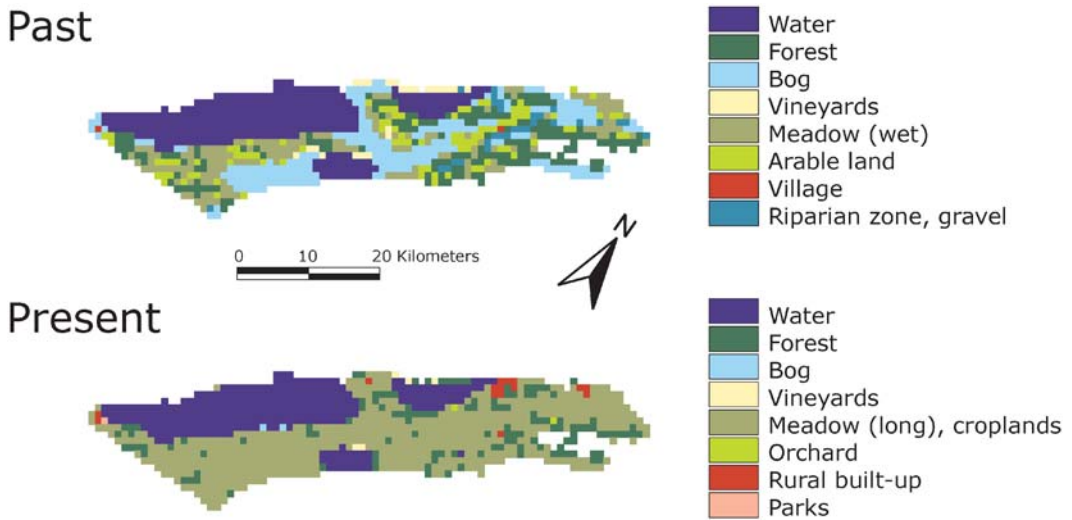 Past
Water
Forest
Bog
Vineyards
Meadow (wet)
Arable land
Village
Riparian zone, gravel
N
0 10 20 Kilometers
Present
Water
Forest
Bog
Vineyards
Meadow (long), croplands
Orchard
Rural built-up
Parks